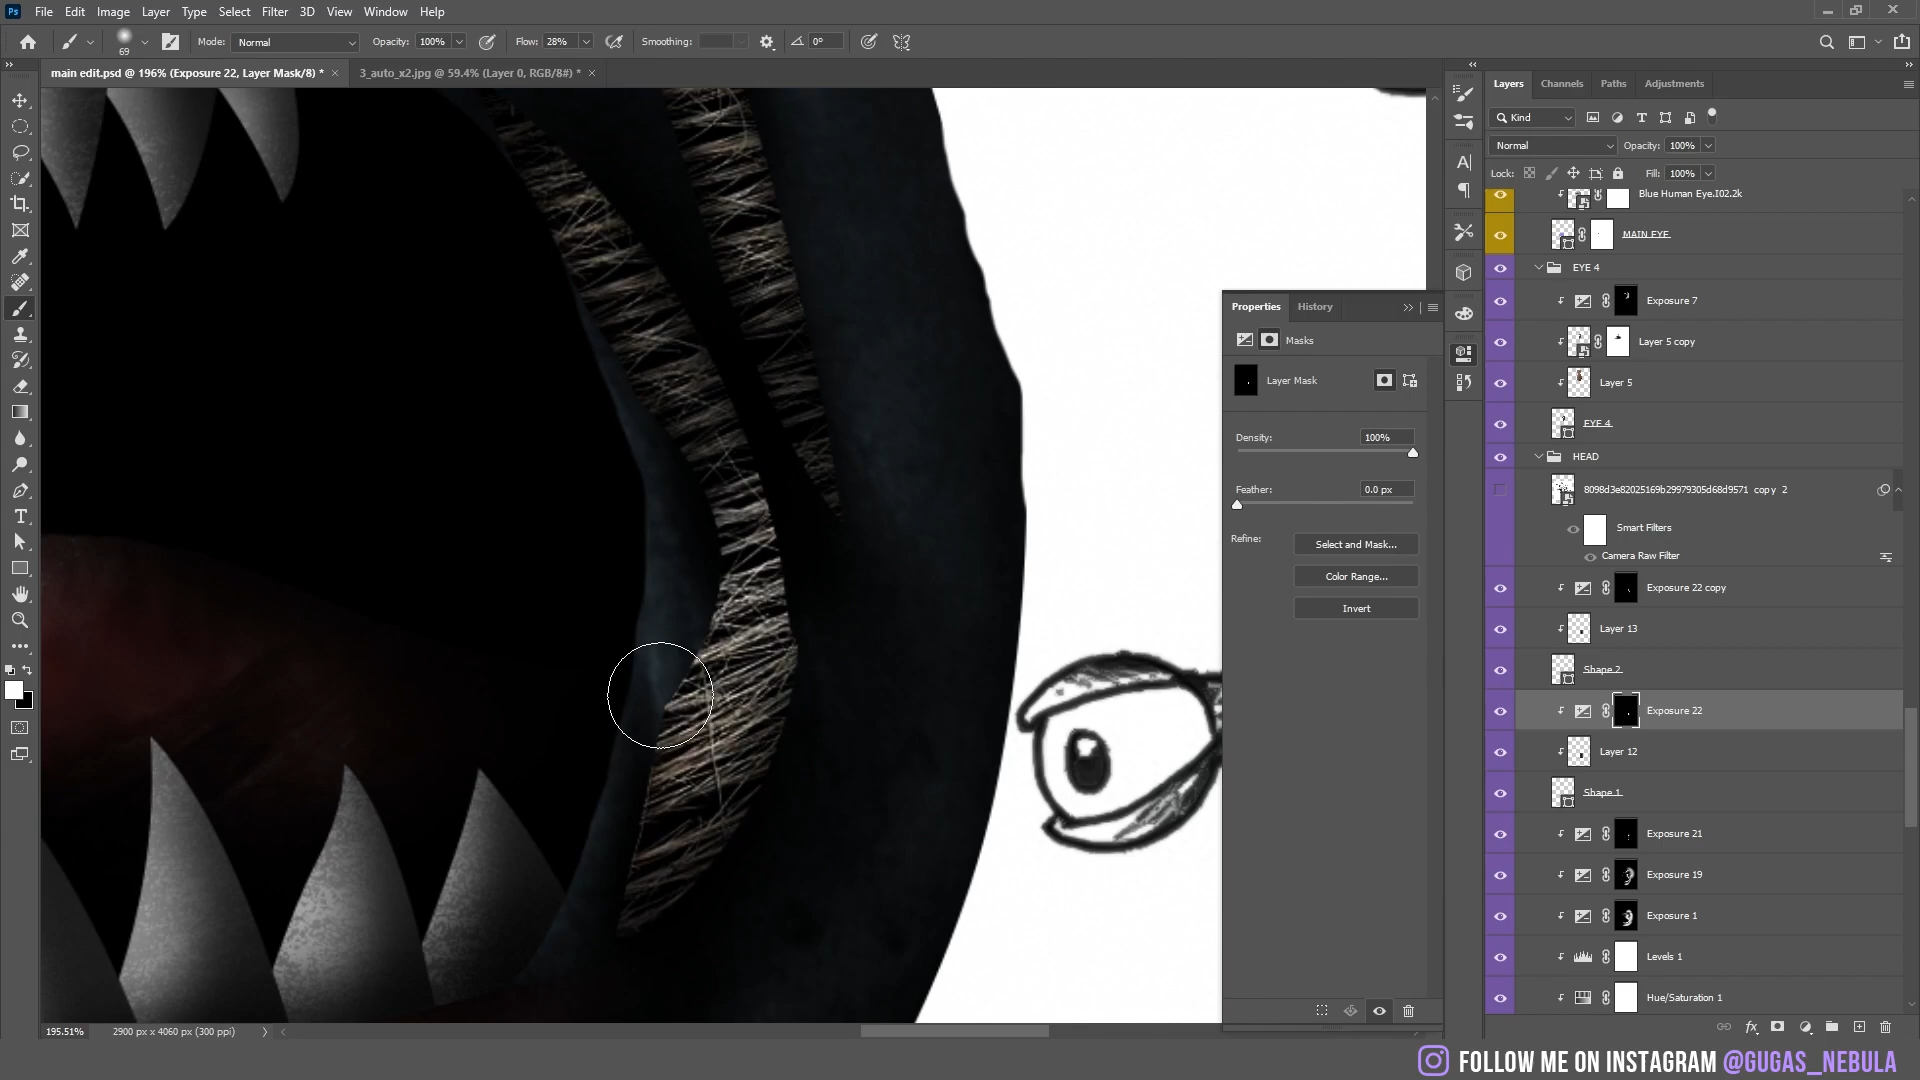 Ps File Edit Image Layer Type Select Filter 3D View Window Help
69 Mode: Normal Opacity: 100% Flow: 28% Smoothing: 0°
main edit.psd @ 196% (Exposure 22, Layer Mask/8) * × 3_auto_x2.jpg @ 59.4% (Layer 0, RGB/8#) * ×
Layers Channels Paths Adjustments
Kind
Normal Opacity: 100%
Lock: Fill: 100%
Blue Human Eye.I02.2k
MAIN EYE
EYE 4
Exposure 7
Layer 5 copy
Layer 5
EYE 4
HEAD
8098d3e82025169b29979305d68d9571 copy 2
Smart Filters
Camera Raw Filter
Exposure 22 copy
Layer 13
Shape 2
Exposure 22
Layer 12
Shape 1
Exposure 21
Exposure 19
Exposure 1
Levels 1
Hue/Saturation 1
Properties History
Masks
Layer Mask
Density: 100%
Feather: 0.0 px
Refine: Select and Mask...
Color Range...
Invert
195.51% 2900 px x 4060 px (300 ppi)
FOLLOW ME ON INSTAGRAM @GUGAS_NEBULA